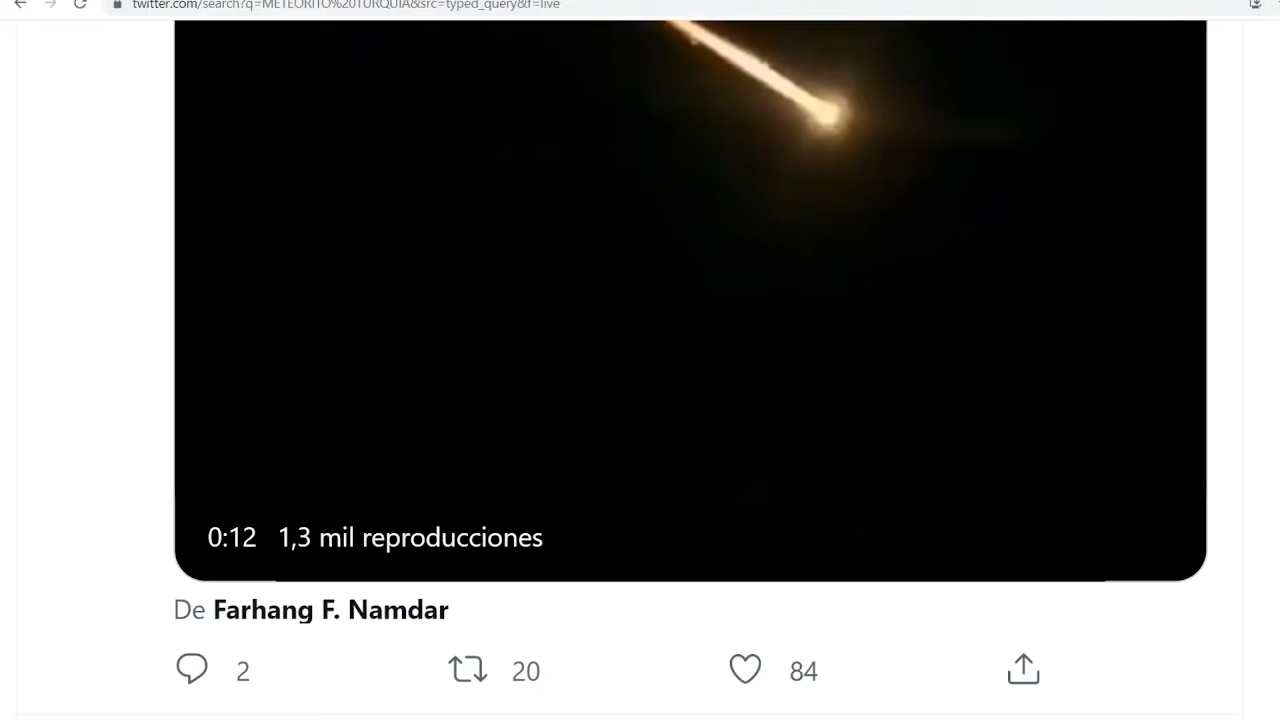 twitter.com/search?q=METEORITO%20TURQUIA&src=typed_query&f=live
0:12 1,3 mil reproducciones
De Farhang F. Namdar
2 20 84